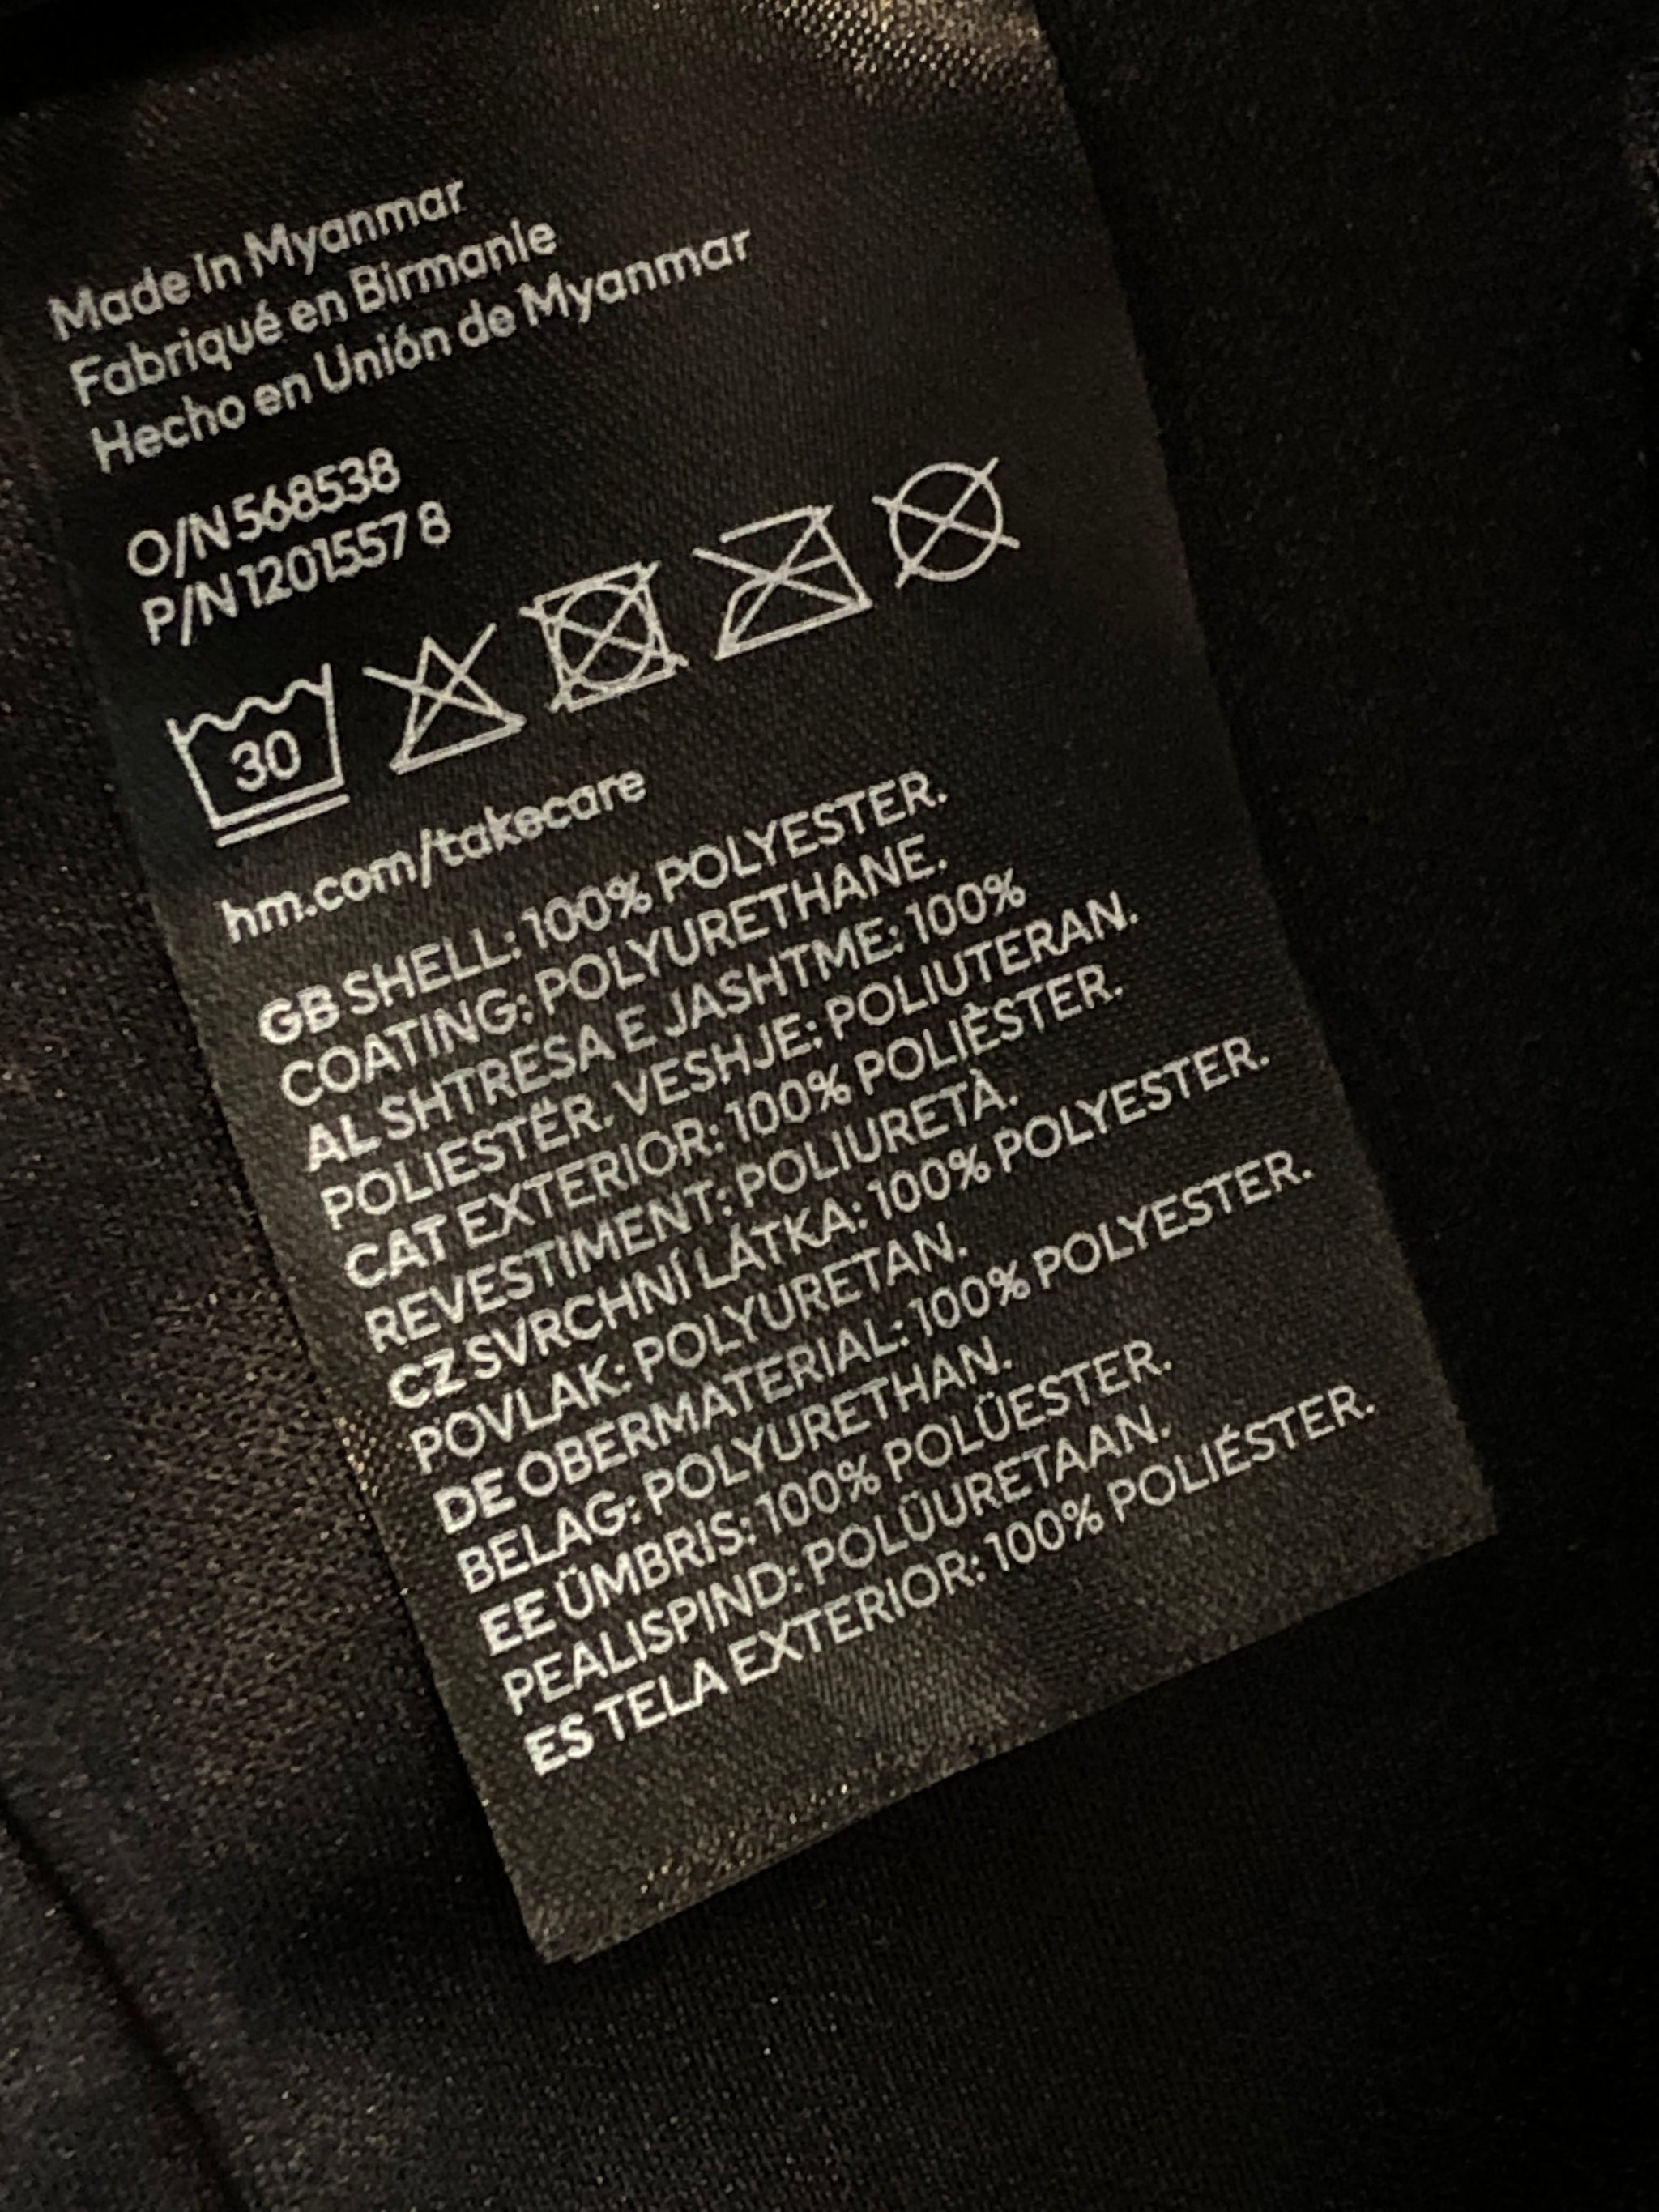 Made in Myanmar
Fabriqué en Birmanie
Hecho en Unión de Myanmar
O/N 568538
P/N 1201557 8
30
hm.com/takecare
GB SHELL: 100% POLYESTER.
COATING: POLYURETHANE.
AL SHTRESA E JASHTME: 100%
POLIESTËR. VESHJE: POLIUTERAN.
CAT EXTERIOR: 100% POLIÈSTER.
REVESTIMENT: POLIURETÀ.
CZ SVRCHNÍ LÁTKA: 100% POLYESTER.
POVLAK: POLYURETAN.
DE OBERMATERIAL: 100% POLYESTER.
BELAG: POLYURETHAN.
EE ÜMBRIS: 100% POLÜESTER.
PEALISPIND: POLÜURETAAN.
ES TELA EXTERIOR: 100% POLIÉSTER.